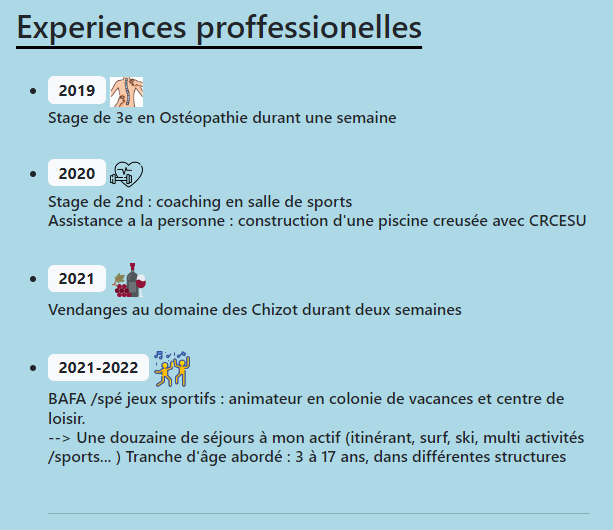 Experiences proffessionelles
2019
Stage de 3e en Ostéopathie durant une semaine
2020
Stage de 2nd : coaching en salle de sports
Assistance a la personne : construction d'une piscine creusée avec CRCESU
2021
Vendanges au domaine des Chizot durant deux semaines
2021-2022
BAFA /spé jeux sportifs : animateur en colonie de vacances et centre de
loisir.
--> Une douzaine de séjours à mon actif (itinérant, surf, ski, multi activités
/sports... ) Tranche d'âge abordé : 3 à 17 ans, dans différentes structures